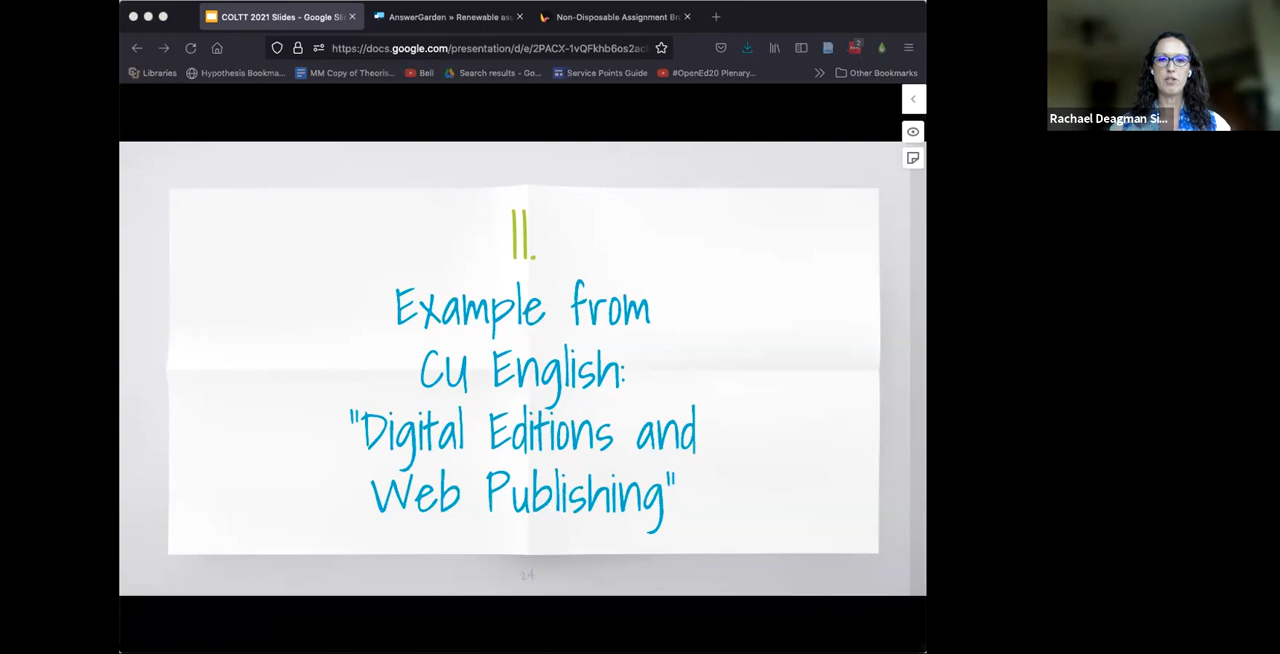 COLTT 2021 Slides - Google Sli
AnswerGarden » Renewable as
Non-Disposable Assignment Br
https://docs.google.com/presentation/d/e/2PACX-1vQFkhb6os2ac
2
Libraries
Hypothesis Bookma...
MM Copy of Theoris...
Bell
Search results - Go...
Service Points Guide
#OpenEd20 Plenary...
Other Bookmarks
Rachael Deagman Si...
II.
Example from
CU English:
"Digital Editions and
Web Publishing"
24